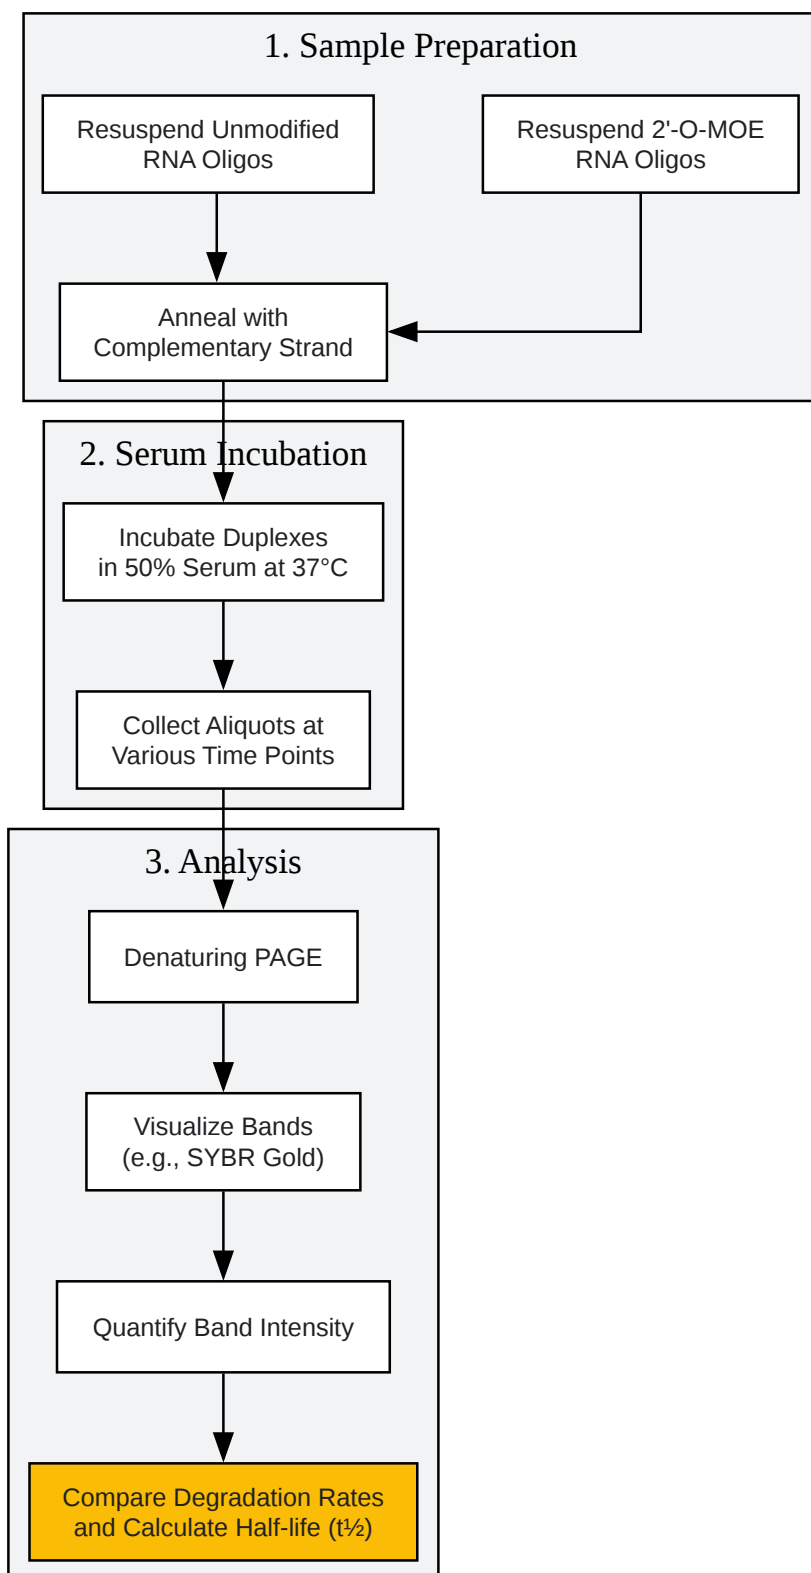 1. Sample Preparation
Resuspend Unmodified
RNA Oligos
Resuspend 2'-O-MOE
RNA Oligos
Anneal with
Complementary Strand
2. Serum Incubation
Incubate Duplexes
in 50% Serum at 37°C
Collect Aliquots at
Various Time Points
3. Analysis
Denaturing PAGE
Visualize Bands
(e.g., SYBR Gold)
Quantify Band Intensity
Compare Degradation Rates
and Calculate Half-life (t½)